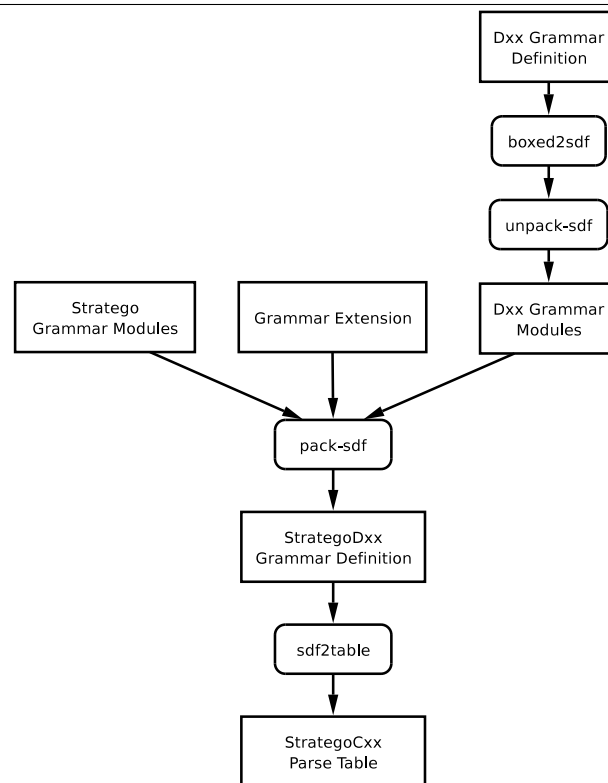 Dxx Grammar
Definition
boxed2sdf
unpack-sdf
Stratego
Grammar Modules
Grammar Extension
Dxx Grammar
Modules
pack-sdf
StrategoDxx
Grammar Definition
sdf2table
StrategoCxx
Parse Table